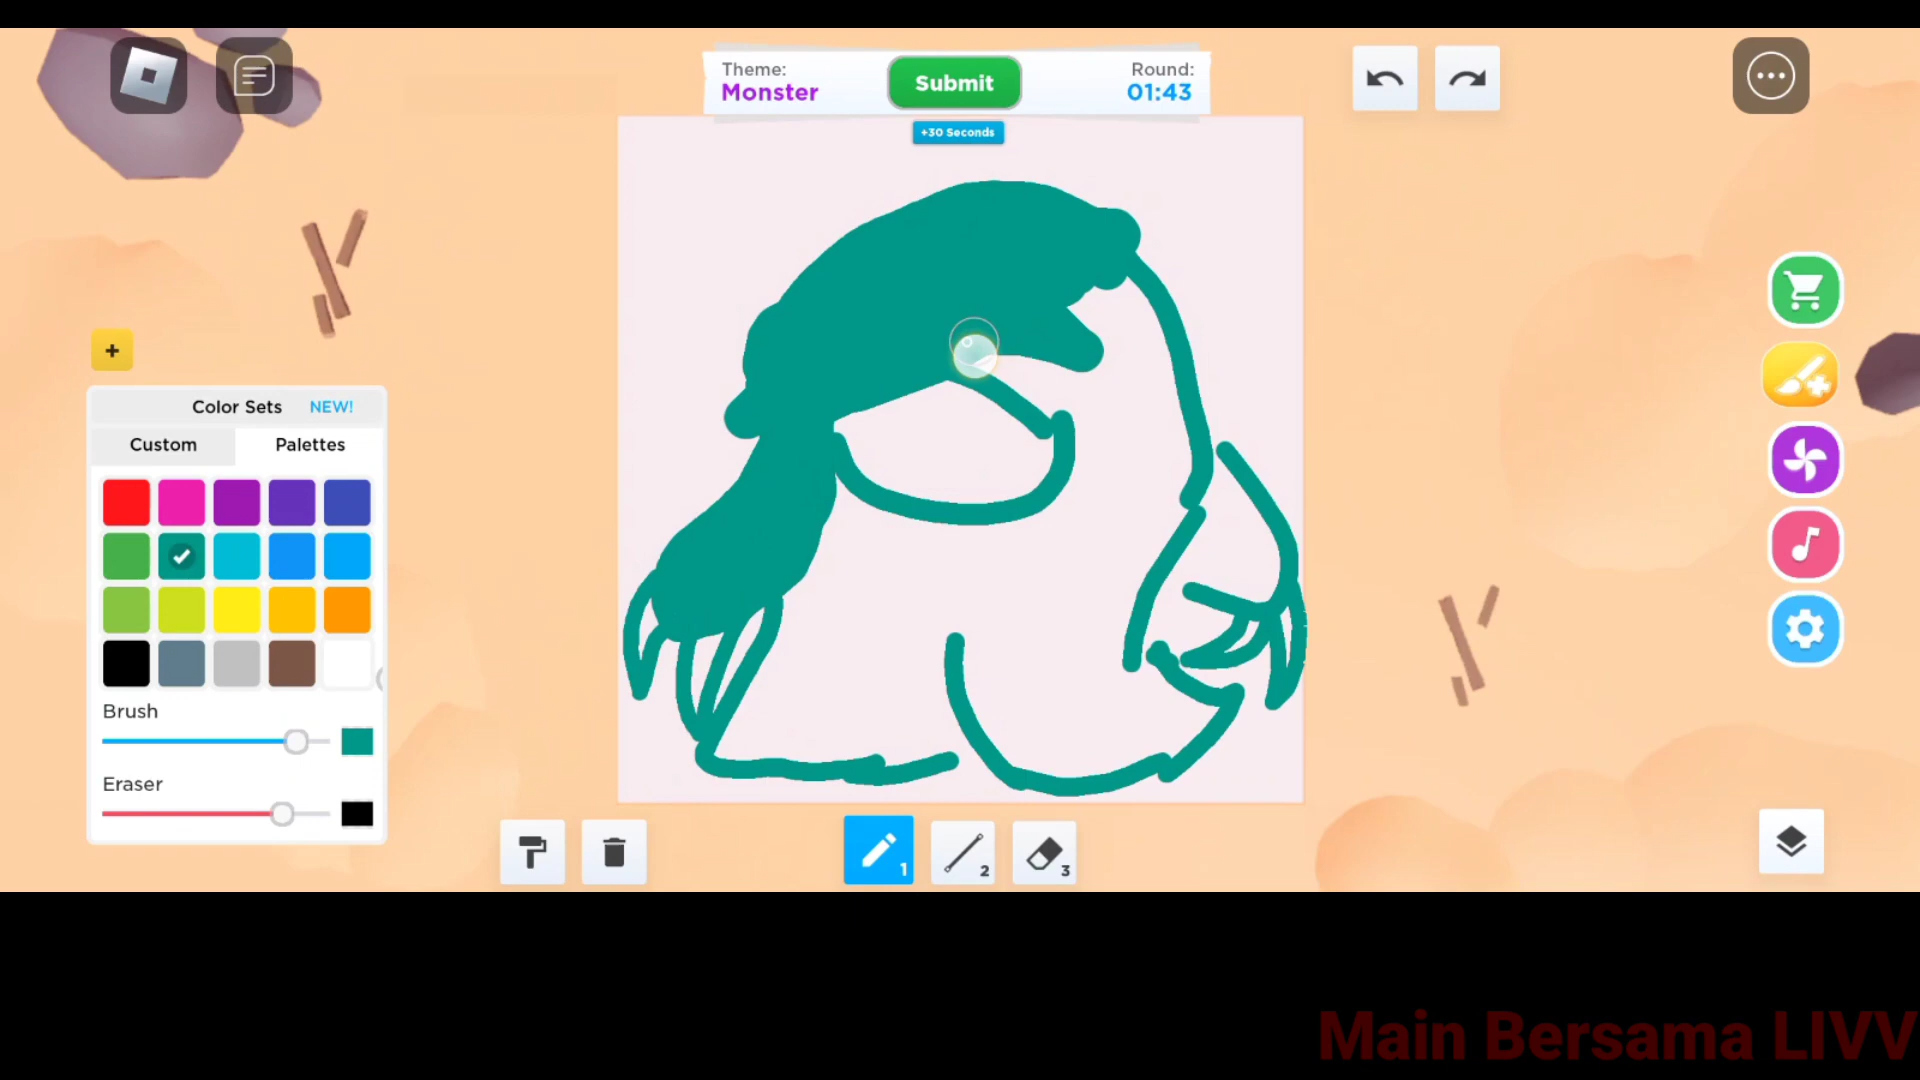 Theme:
Monster
Submit
Round:
01:43
+30 Seconds
+
Color Sets NEW!
Custom
Palettes
Brush
Eraser
1
2
3
Main Bersama LIVV